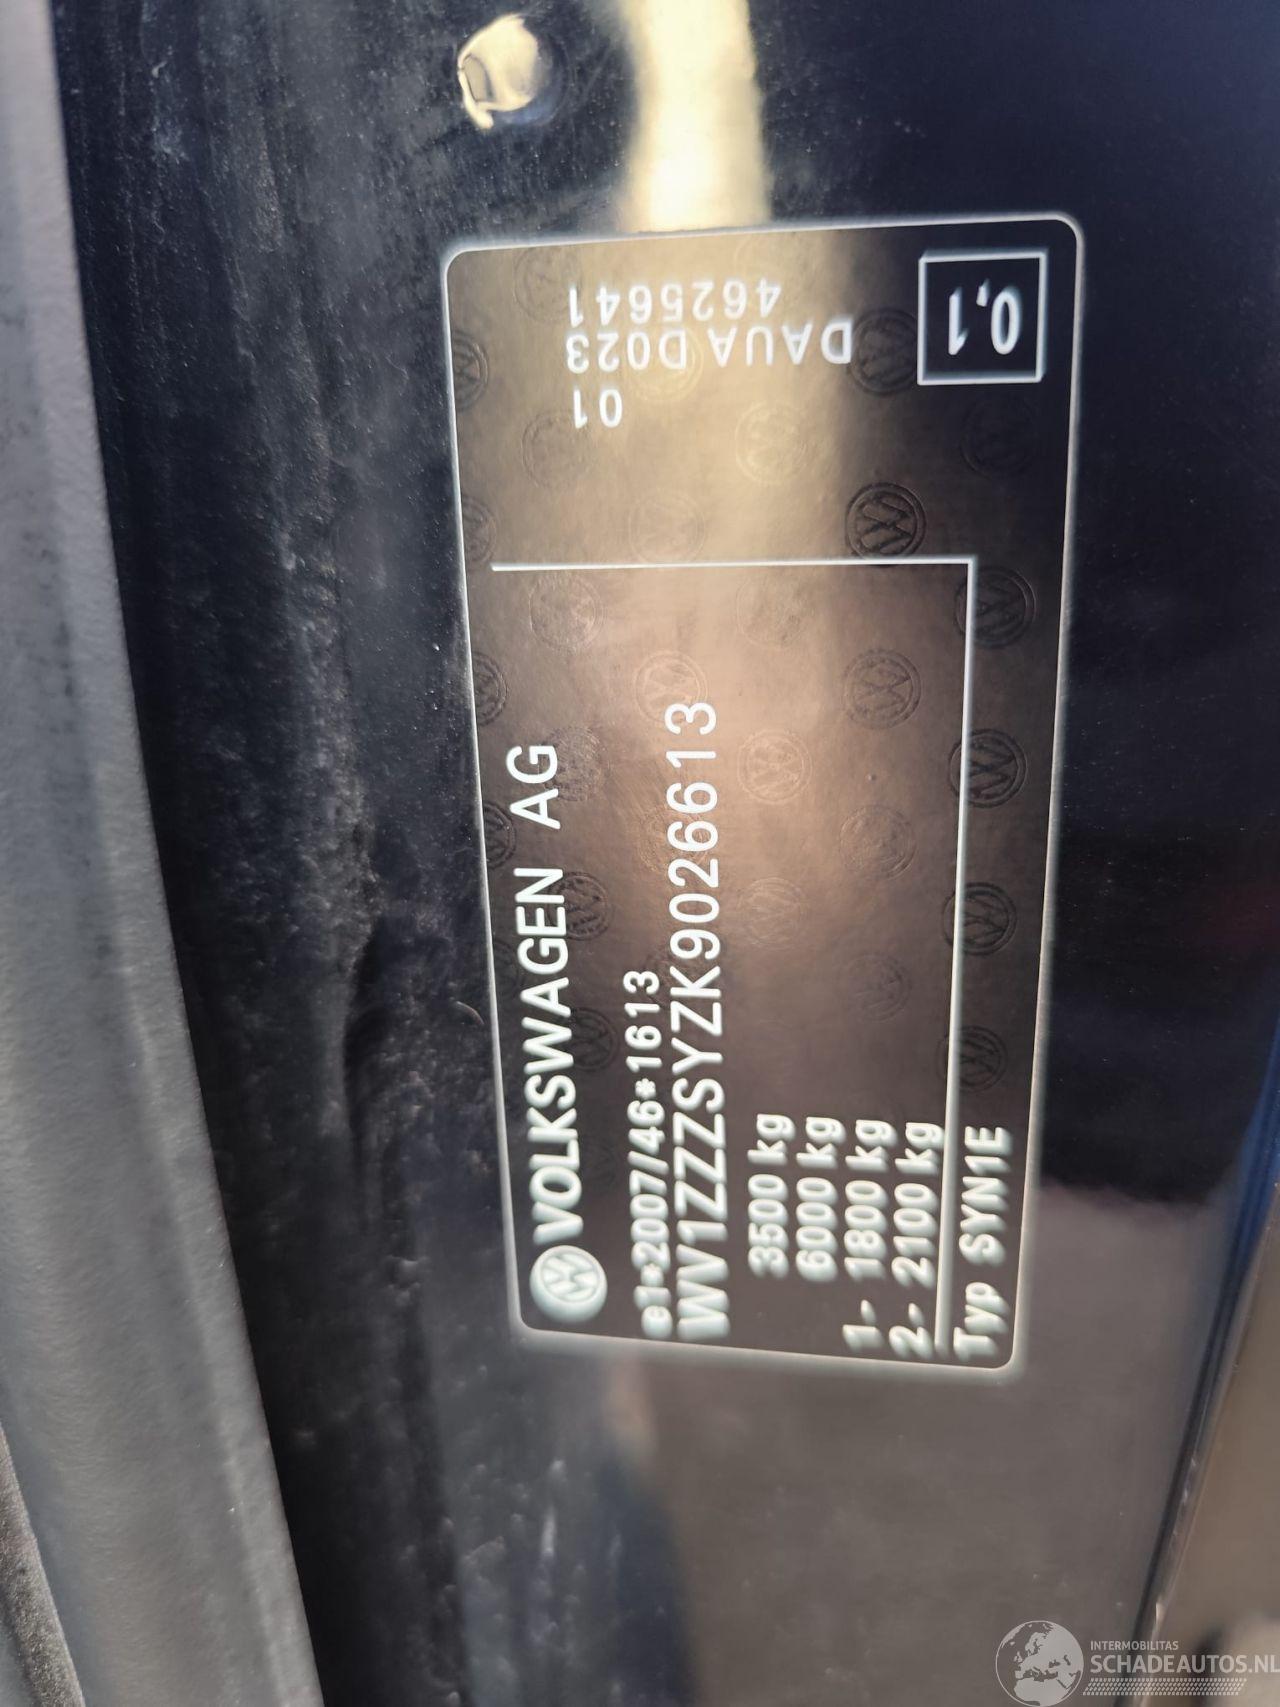 VOLKSWAGEN AG
e1*2007/46*1613
WV1ZZZSYZK9026613
3500 kg
6000 kg
1- 1800 kg
2- 2100 kg
Typ SYN1E
01
DAUA D023
4625641
0,1
INTERMOBILITAS
SCHADEAUTOS.NL